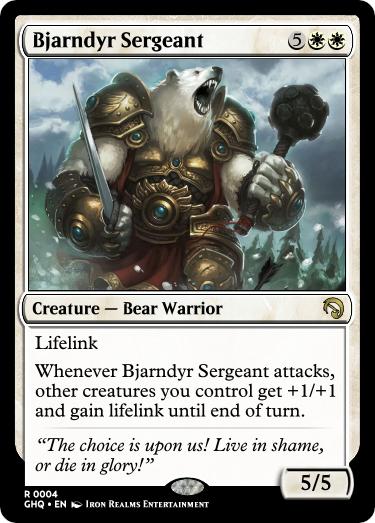 Bjarndyr Sergeant 5
Creature — Bear Warrior
Lifelink
Whenever Bjarndyr Sergeant attacks,
other creatures you control get +1/+1
and gain lifelink until end of turn.
“The choice is upon us! Live in shame,
or die in glory!”
5/5
R 0004
GHQ • EN Iron Realms Entertainment